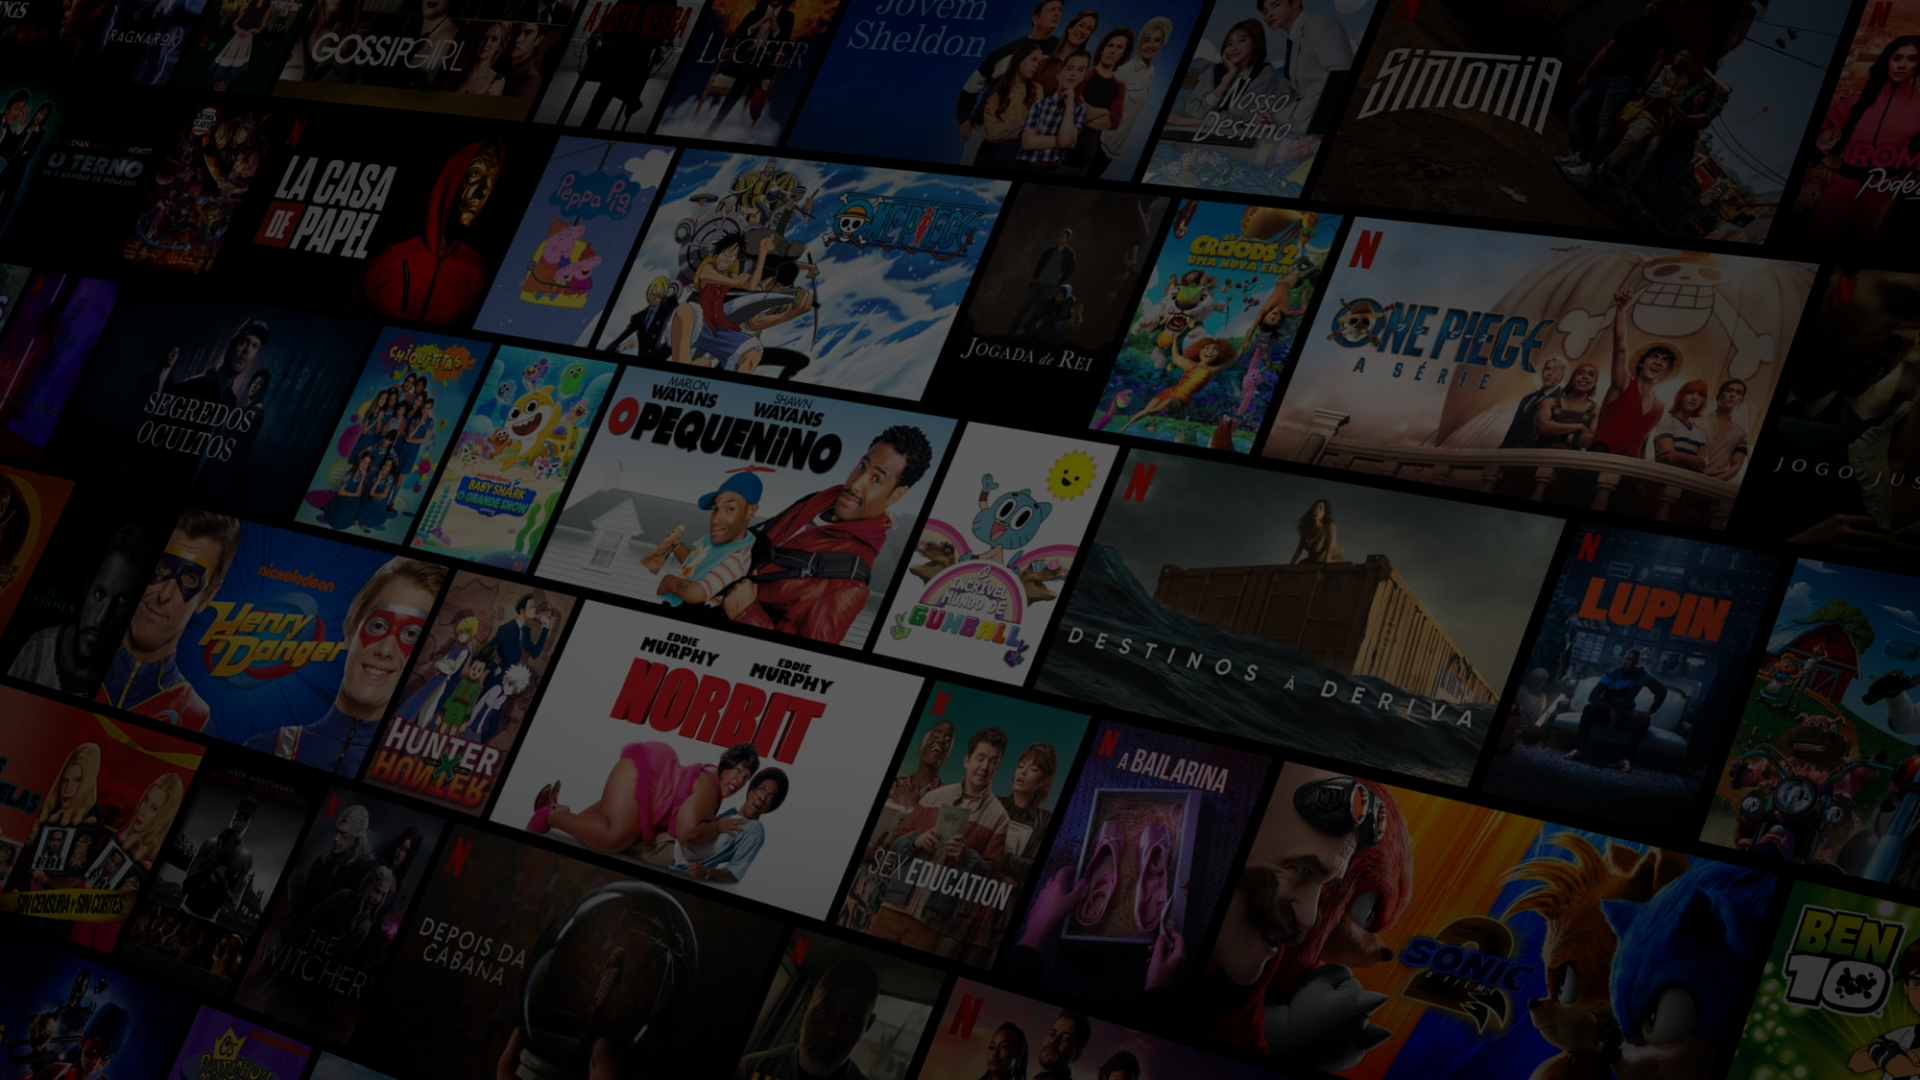 RAGNAROK
GOSSIP GIRL
A LISTA NEGRA
LUCIFER
Jovem
Sheldon
Nosso
Destino
SINTONIA
O TERNO
LA CASA
DE PAPEL
Peppa Pig
ONE PIECE
JOGADA de REI
OS
CROODS 2
UMA NOVA ERA
N
ONE PIECE
A SÉRIE
JOGO JUS
SEGREDOS
OCULTOS
CHIQUITITAS
BABY SHARK
O GRANDE SHOW
MARLON
WAYANS
SHAWN
WAYANS
O PEQUENINO
O
INCRÍVEL
MUNDO DE
GUMBALL
N
DESTINOS À DERIVA
N
LUPIN
nickelodeon
Henry
Danger
HUNTER
X
HUNTER
EDDIE
MURPHY
EDDIE
MURPHY
NORBIT
N
SEX EDUCATION
N
A BAILARINA
SIN CENSURA Y SIN CORTES
THE
WITCHER
N
DEPOIS DA
CABANA
SONIC
2
O FILME
BEN
10
N